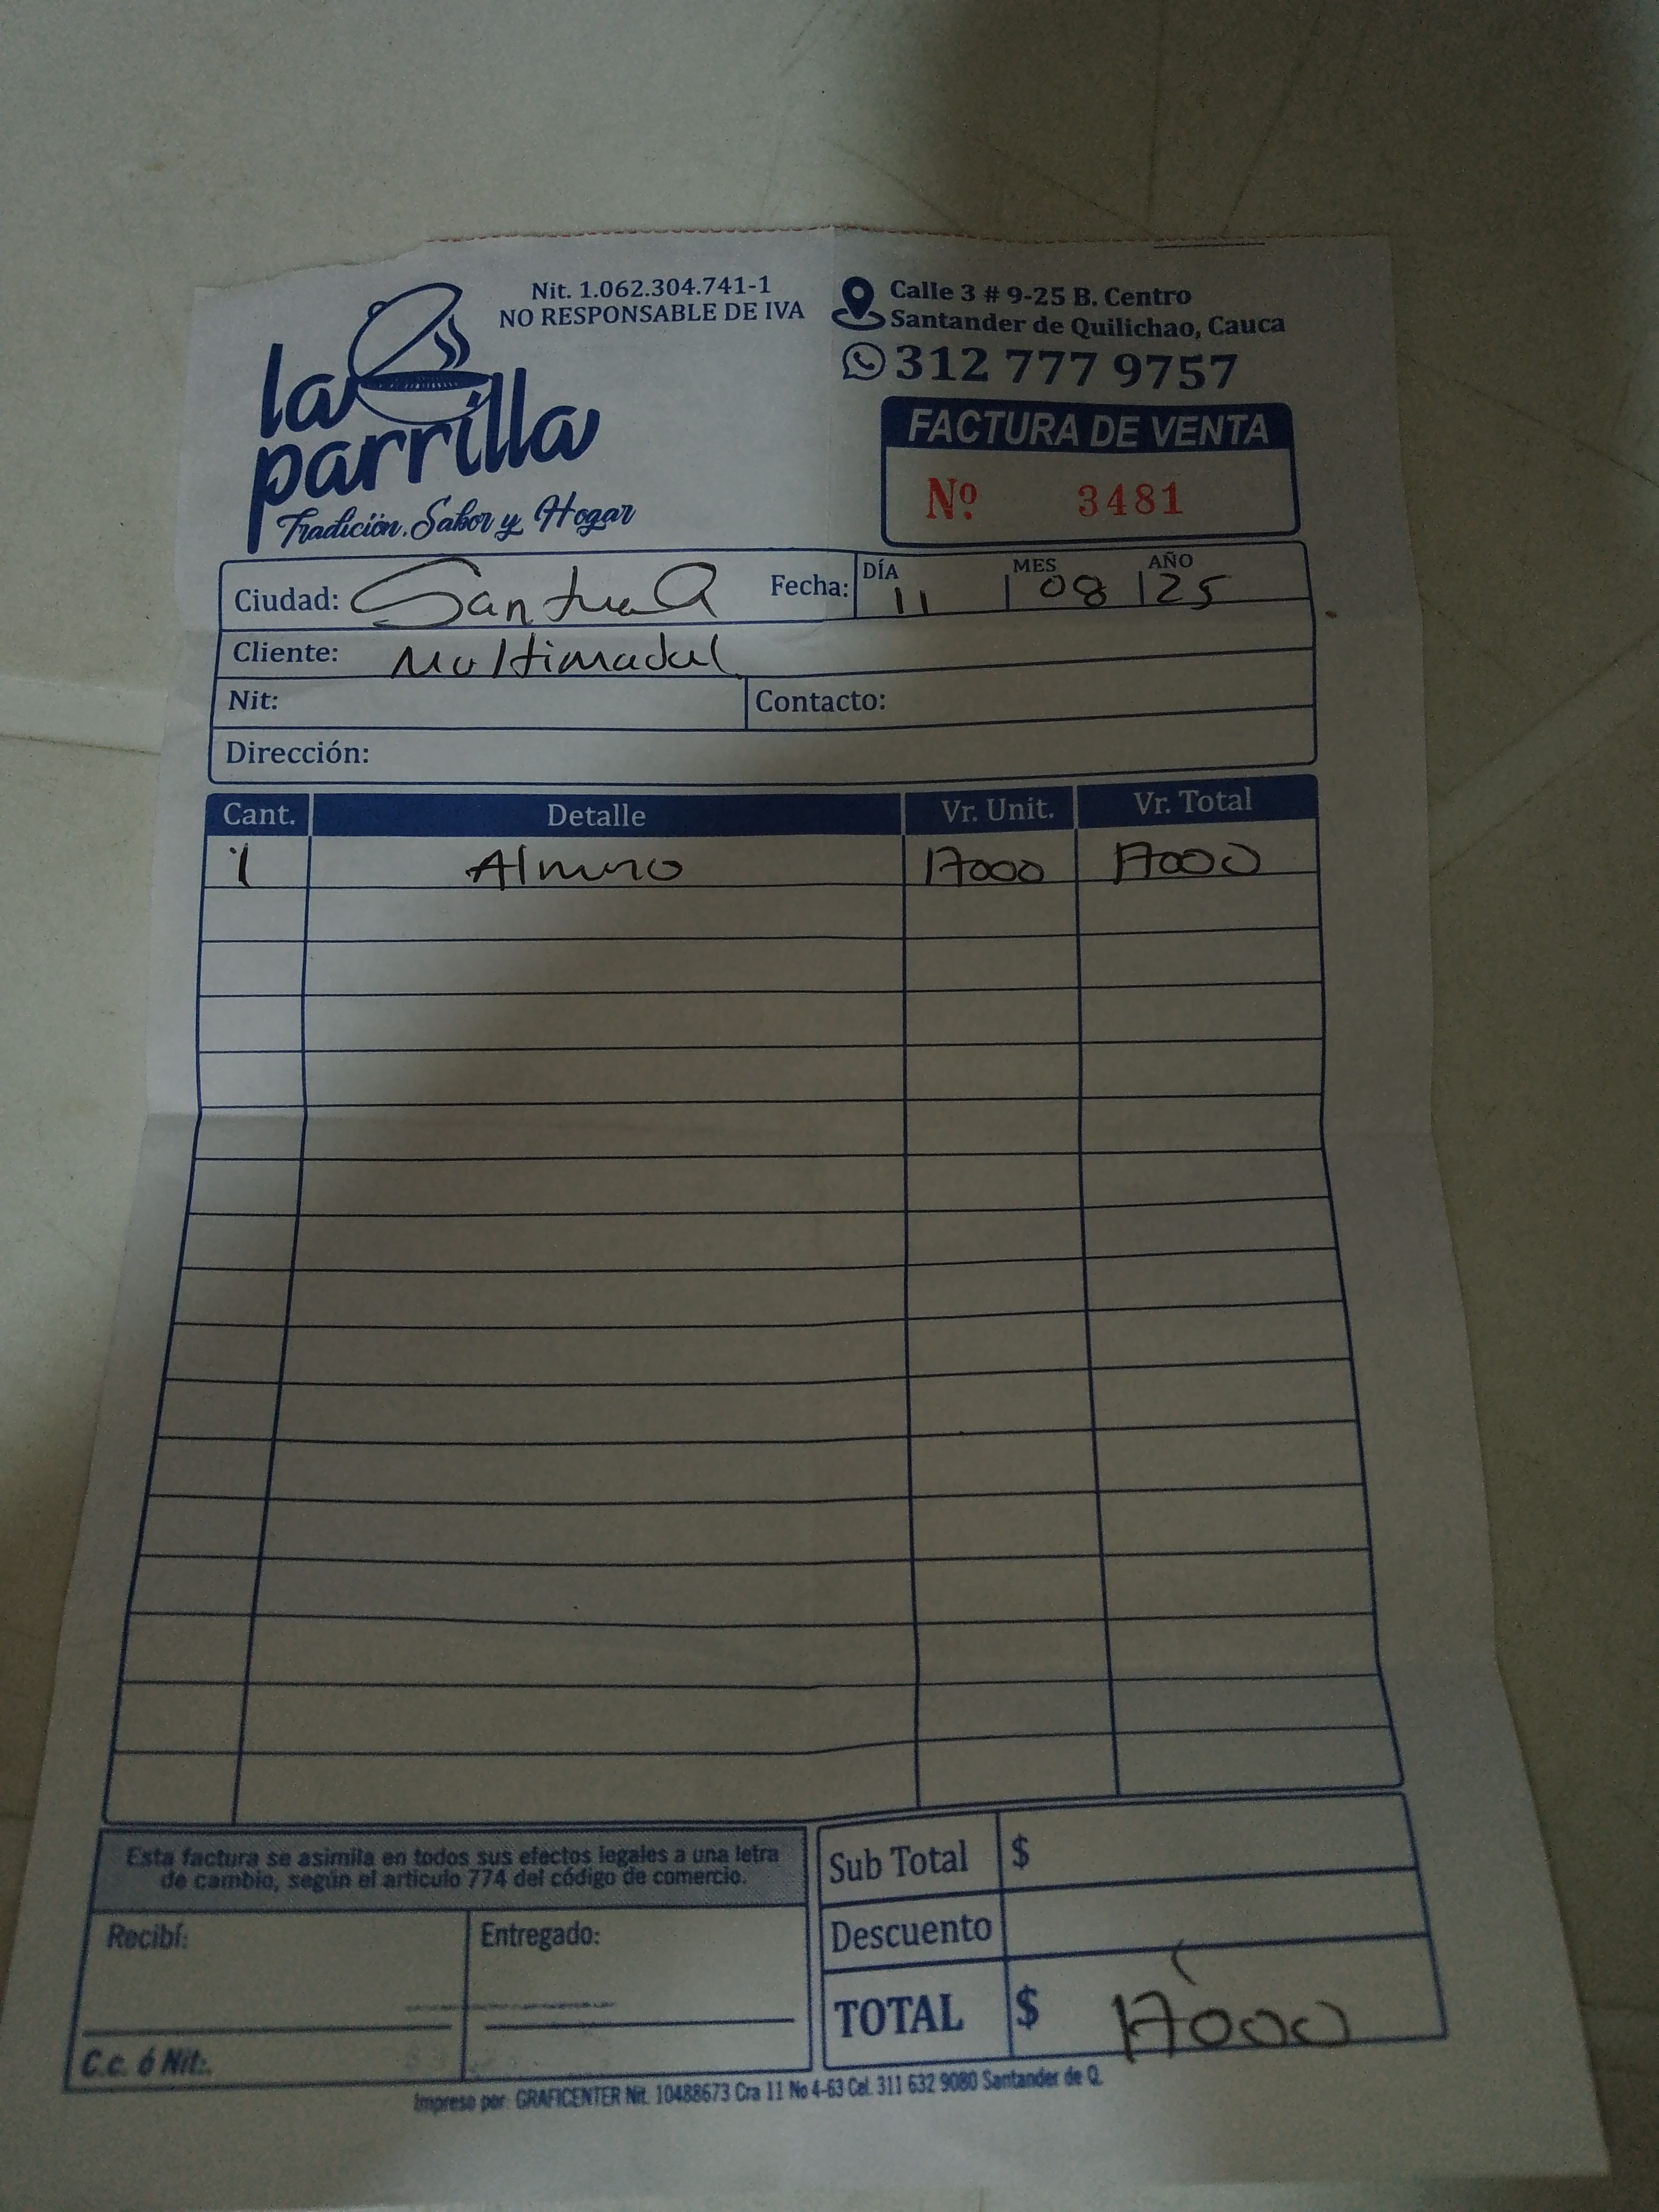 la parrilla
Tradición, Sabor y Hogar
Nit. 1.062.304.741-1
NO RESPONSABLE DE IVA
Calle 3 # 9-25 B. Centro
Santander de Quilichao, Cauca
312 777 9757
FACTURA DE VENTA
Nº 3481
Ciudad: Fecha: DÍA 11 MES 08 AÑO 25
Cliente:
Nit: Contacto:
Dirección:
Cant. Detalle Vr. Unit. Vr. Total
1 17000 17000
Esta factura se asimila en todos sus efectos legales a una letra
de cambio, según el articulo 774 del código de comercio.
Recibí: Entregado:
C.c. ó Nit:.
Sub Total $
Descuento
TOTAL $ 17000
Impreso por: GRAFICENTER Nit. 10488673 Cra 11 No 4-63 Cel. 311 632 9080 Santander de Q.